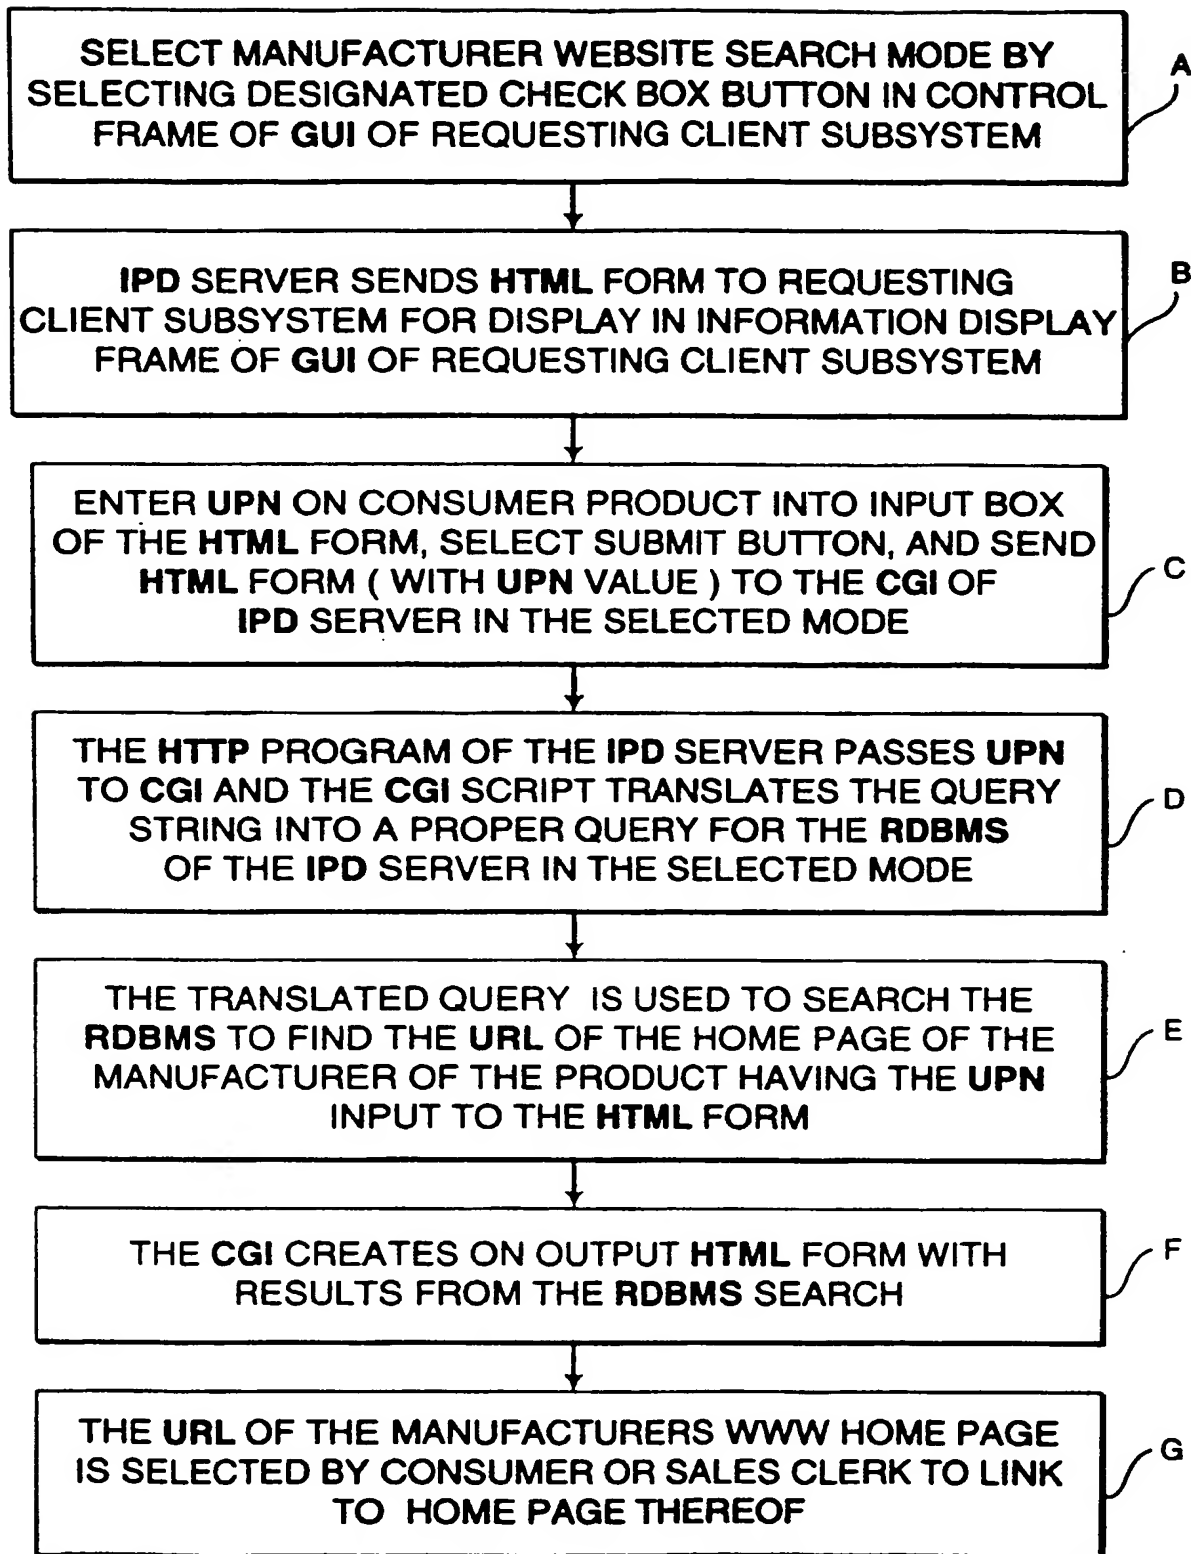 SELECT MANUFACTURER WEBSITE SEARCH MODE BY
SELECTING DESIGNATED CHECK BOX BUTTON IN CONTROL
FRAME OF GUI OF REQUESTING CLIENT SUBSYSTEM
A
IPD SERVER SENDS HTML FORM TO REQUESTING
CLIENT SUBSYSTEM FOR DISPLAY IN INFORMATION DISPLAY
FRAME OF GUI OF REQUESTING CLIENT SUBSYSTEM
B
ENTER UPN ON CONSUMER PRODUCT INTO INPUT BOX
OF THE HTML FORM, SELECT SUBMIT BUTTON, AND SEND
HTML FORM ( WITH UPN VALUE ) TO THE CGI OF
IPD SERVER IN THE SELECTED MODE
C
THE HTTP PROGRAM OF THE IPD SERVER PASSES UPN
TO CGI AND THE CGI SCRIPT TRANSLATES THE QUERY
STRING INTO A PROPER QUERY FOR THE RDBMS
OF THE IPD SERVER IN THE SELECTED MODE
D
THE TRANSLATED QUERY IS USED TO SEARCH THE
RDBMS TO FIND THE URL OF THE HOME PAGE OF THE
MANUFACTURER OF THE PRODUCT HAVING THE UPN
INPUT TO THE HTML FORM
E
THE CGI CREATES ON OUTPUT HTML FORM WITH
RESULTS FROM THE RDBMS SEARCH
F
THE URL OF THE MANUFACTURERS WWW HOME PAGE
IS SELECTED BY CONSUMER OR SALES CLERK TO LINK
TO HOME PAGE THEREOF
G